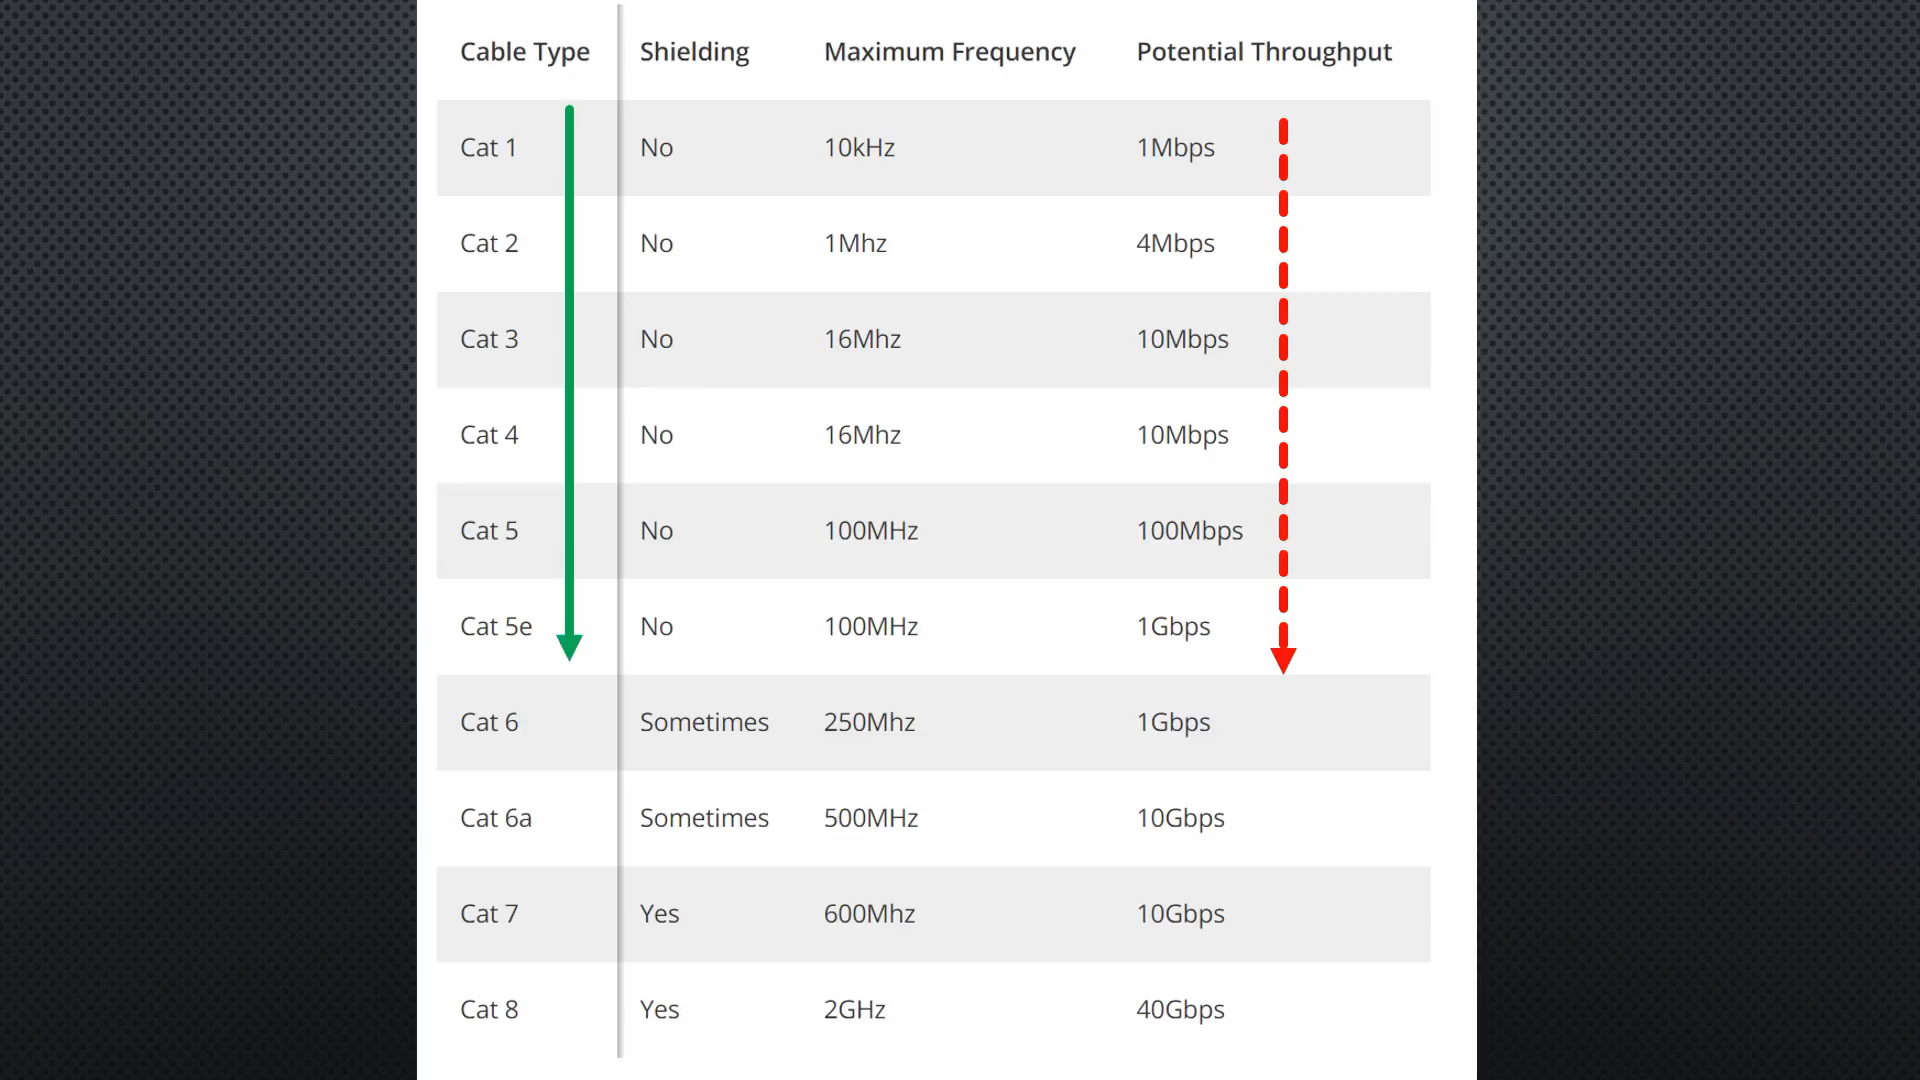 Cable Type Shielding Maximum Frequency Potential Throughput
Cat 1 No 10kHz 1Mbps
Cat 2 No 1Mhz 4Mbps
Cat 3 No 16Mhz 10Mbps
Cat 4 No 16Mhz 10Mbps
Cat 5 No 100MHz 100Mbps
Cat 5e No 100MHz 1Gbps
Cat 6 Sometimes 250Mhz 1Gbps
Cat 6a Sometimes 500MHz 10Gbps
Cat 7 Yes 600Mhz 10Gbps
Cat 8 Yes 2GHz 40Gbps